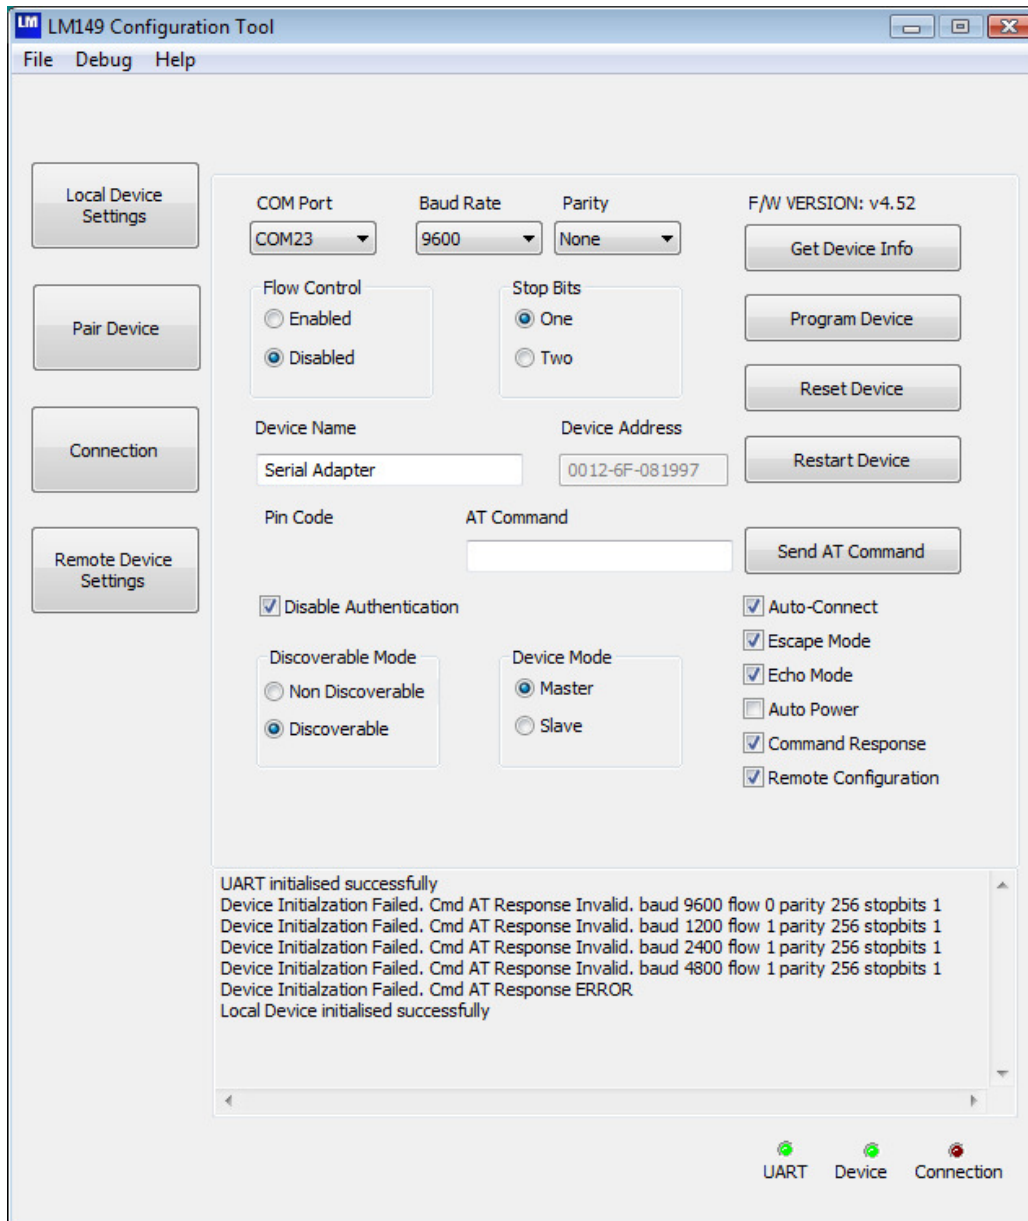 LM LM149 Configuration Tool
File Debug Help
Local Device
Settings
Pair Device
Connection
Remote Device
Settings
COM Port Baud Rate Parity F/W VERSION: v4.52
COM23 9600 None Get Device Info
Flow Control Stop Bits
Enabled One Program Device
Disabled Two
Reset Device
Device Name Device Address
Serial Adapter 0012-6F-081997 Restart Device
Pin Code AT Command
Send AT Command
Disable Authentication Auto-Connect
Escape Mode
Discoverable Mode Device Mode Echo Mode
Non Discoverable Master
Auto Power
Discoverable Slave
Command Response
Remote Configuration
UART initialised successfully
Device Initialzation Failed. Cmd AT Response Invalid. baud 9600 flow 0 parity 256 stopbits 1
Device Initialzation Failed. Cmd AT Response Invalid. baud 1200 flow 1 parity 256 stopbits 1
Device Initialzation Failed. Cmd AT Response Invalid. baud 2400 flow 1 parity 256 stopbits 1
Device Initialzation Failed. Cmd AT Response Invalid. baud 4800 flow 1 parity 256 stopbits 1
Device Initialzation Failed. Cmd AT Response ERROR
Local Device initialised successfully
UART Device Connection